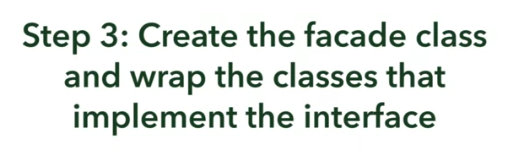 Step 3: Create the facade class
and wrap the classes that
implement the interface